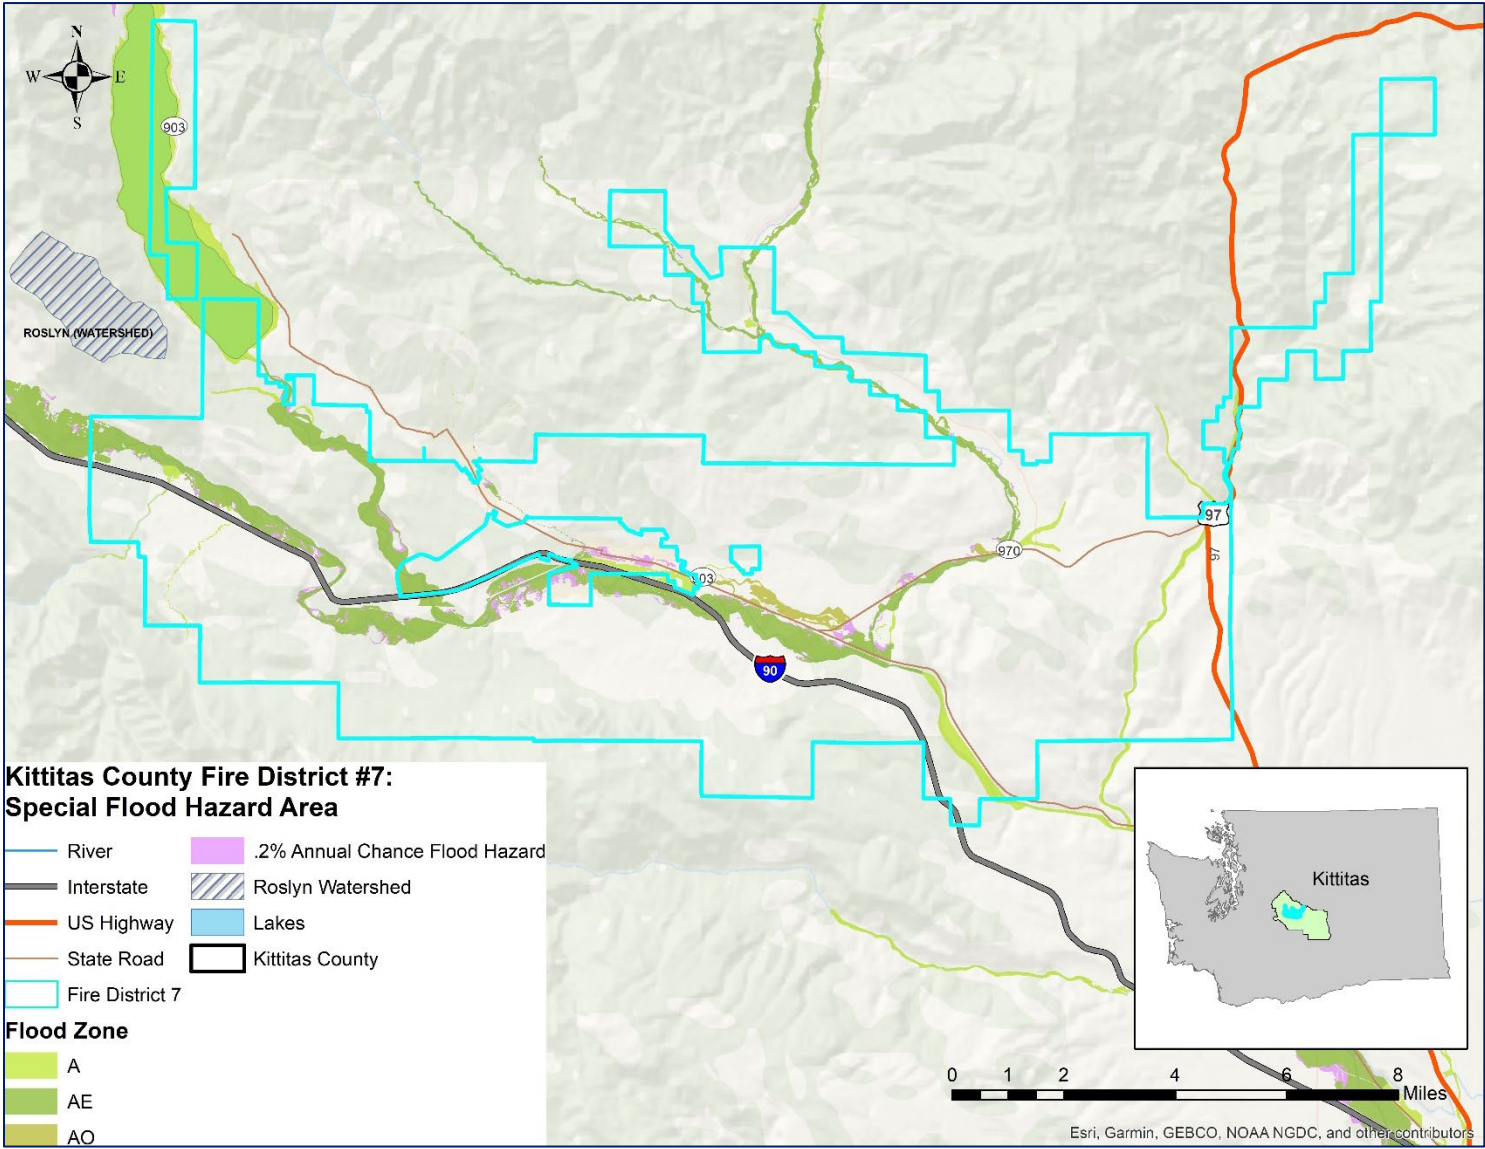 N
W E
S
903
ROSLYN (WATERSHED)
97
97
970
903
90
Kittitas County Fire District #7:
Special Flood Hazard Area
River
Interstate
US Highway
State Road
Fire District 7
.2% Annual Chance Flood Hazard
Roslyn Watershed
Lakes
Kittitas County
Flood Zone
A
AE
AO
Kittitas
0 1 2 4 6 8
Miles
Esri, Garmin, GEBCO, NOAA NGDC, and other contributors